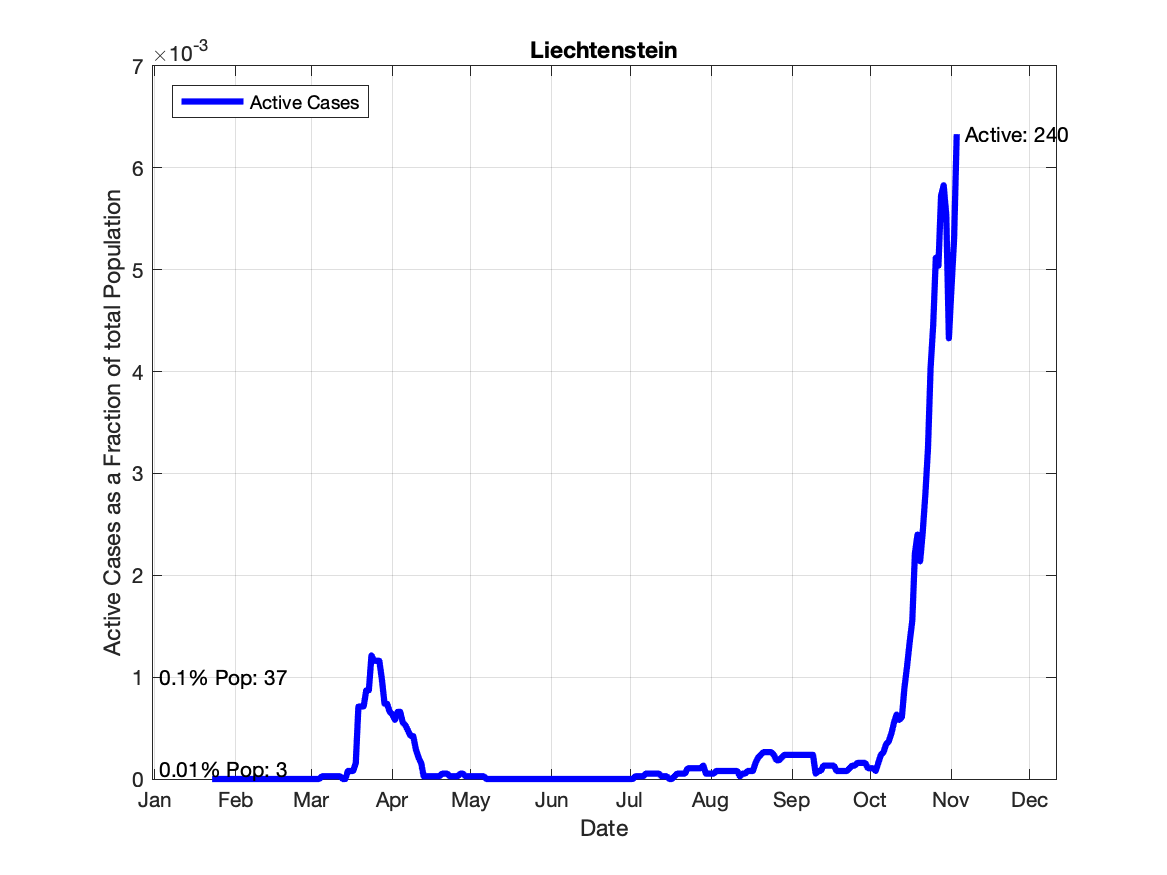 Liechtenstein
×10-3
Active Cases
Active: 240
7
6
5
4
3
2
1
0
0.1% Pop: 37
0.01% Pop: 3
Active Cases as a Fraction of total Population
Jan Feb Mar Apr May Jun Jul Aug Sep Oct Nov Dec
Date